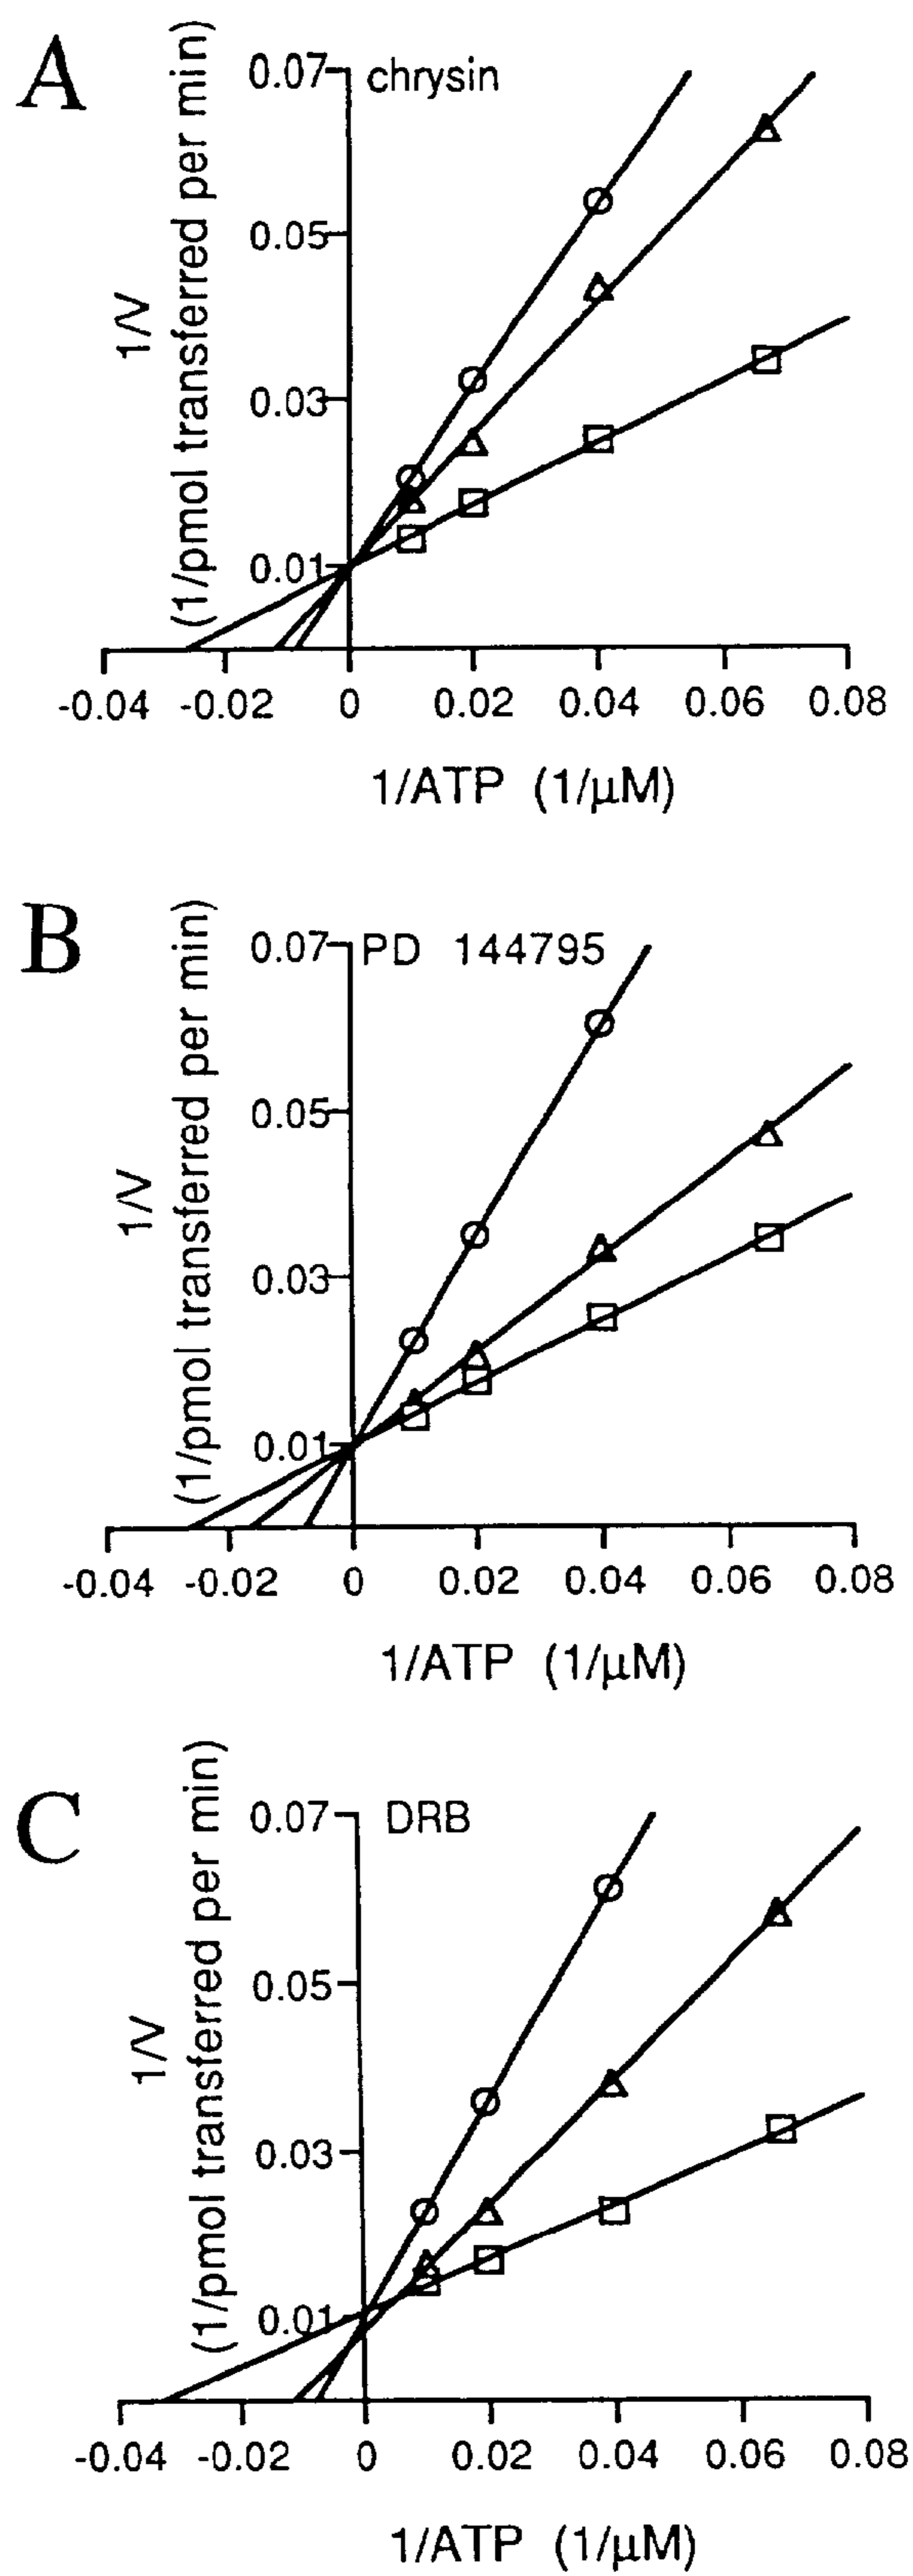 A
chrysin
1/V
(1/pmol transferred per min)
0.07
0.05
0.03
0.01
-0.04 -0.02 0 0.02 0.04 0.06 0.08
1/ATP (1/μM)
B
PD 144795
1/V
(1/pmol transferred per min)
0.07
0.05
0.03
0.01
-0.04 -0.02 0 0.02 0.04 0.06 0.08
1/ATP (1/μM)
C
DRB
1/V
(1/pmol transferred per min)
0.07
0.05
0.03
0.01
-0.04 -0.02 0 0.02 0.04 0.06 0.08
1/ATP (1/μM)